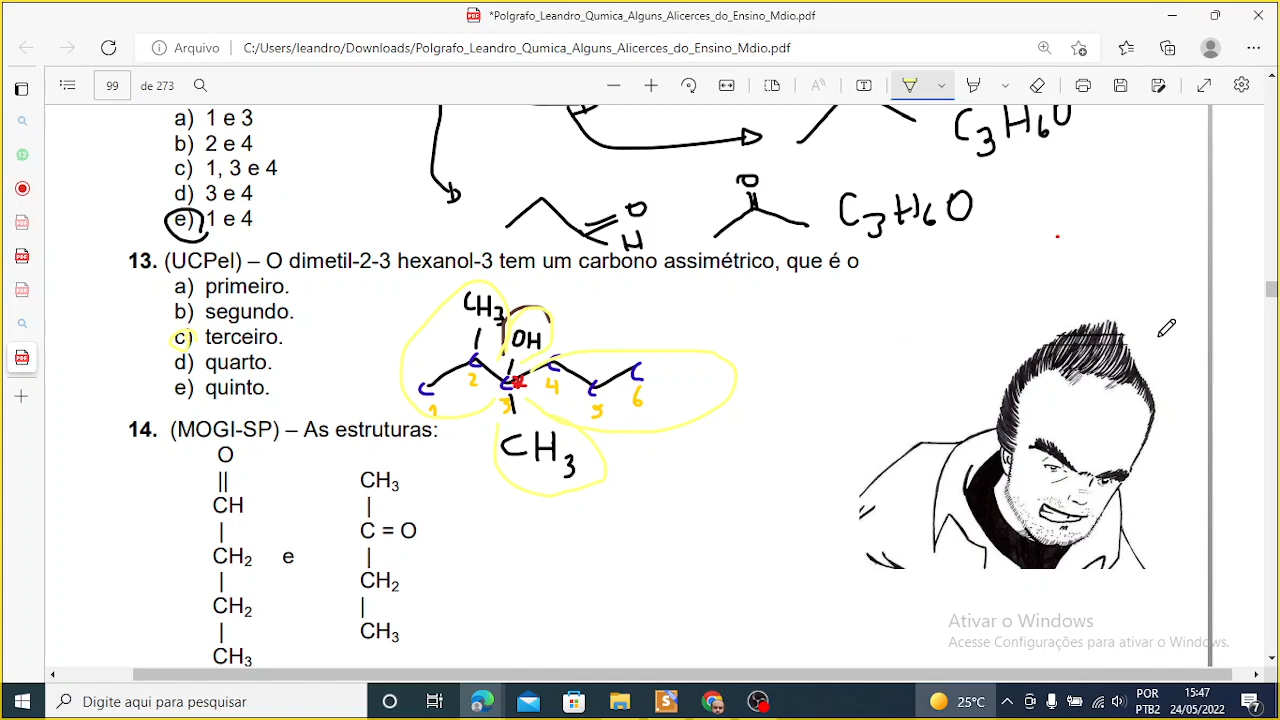 *Polgrafo_Leandro_Qumica_Alguns_Alicerces_do_Ensino_Mdio.pdf
Arquivo
C:/Users/leandro/Downloads/Polgrafo_Leandro_Qumica_Alguns_Alicerces_do_Ensino_Mdio.pdf
99 de 273
a) 1 e 3
b) 2 e 4
c) 1, 3 e 4
d) 3 e 4
e) 1 e 4
C3H6O
O
H
O
C3H6O
13. (UCPel) – O dimetil-2-3 hexanol-3 tem um carbono assimétrico, que é o
a) primeiro.
b) segundo.
c) terceiro.
d) quarto.
e) quinto.
CH3
OH
C C C C C C
1 2 3 4 5 6
CH3
14. (MOGI-SP) – As estruturas:
O
||
CH
|
CH2
|
CH2
|
CH3
e
CH3
|
C = O
|
CH2
|
CH3
Ativar o Windows
Acesse Configurações para ativar o Windows.
Digite aqui para pesquisar
25°C
POR
PTB2
15:47
24/05/2022
7